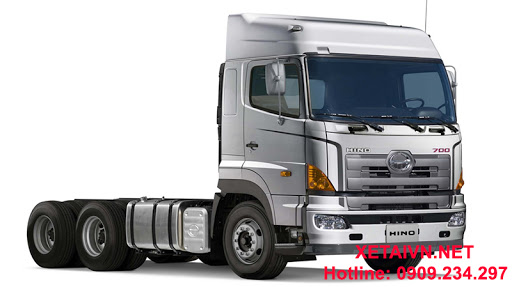 HINO 700
HINO
XETAIVN.NET
Hotline: 0909.234.297